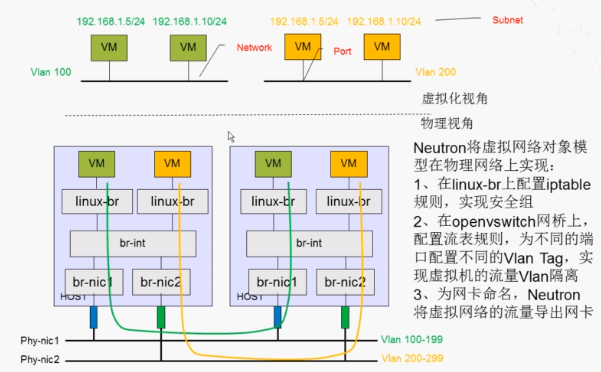 192.168.1.5/24 192.168.1.10/24 192.168.1.5/24 192.168.1.10/24 Subnet
VM VM Network VM VM
Port
Vlan 100 Vlan 200
虚拟化视角
物理视角
VM VM VM VM
linux-br linux-br linux-br linux-br
br-int br-int
br-nic1 br-nic2 br-nic1 br-nic2
HOST HOST
Phy-nic1 Vlan 100-199
Phy-nic2 Vlan 200-299
Neutron将虚拟网络对象模
型在物理网络上实现:
1、在linux-br上配置iptable
规则,实现安全组
2、在openvswitch网桥上,
配置流表规则,为不同的端
口配置不同的Vlan Tag,实
现虚拟机的流量Vlan隔离
3、为网卡命名,Neutron
将虚拟网络的流量导出网卡